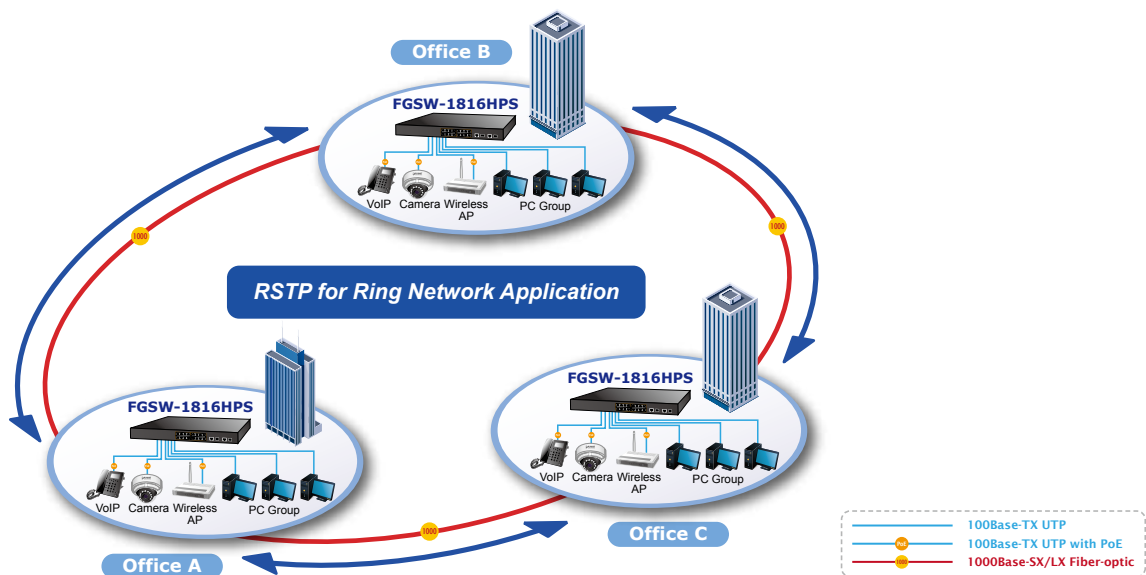 Office B
FGSW-1816HPS
VoIP Camera Wireless AP PC Group
1000
1000
RSTP for Ring Network Application
FGSW-1816HPS
VoIP Camera Wireless AP PC Group
Office A
FGSW-1816HPS
VoIP Camera Wireless AP PC Group
Office C
1000
100Base-TX UTP
PoE 100Base-TX UTP with PoE
1000 1000Base-SX/LX Fiber-optic